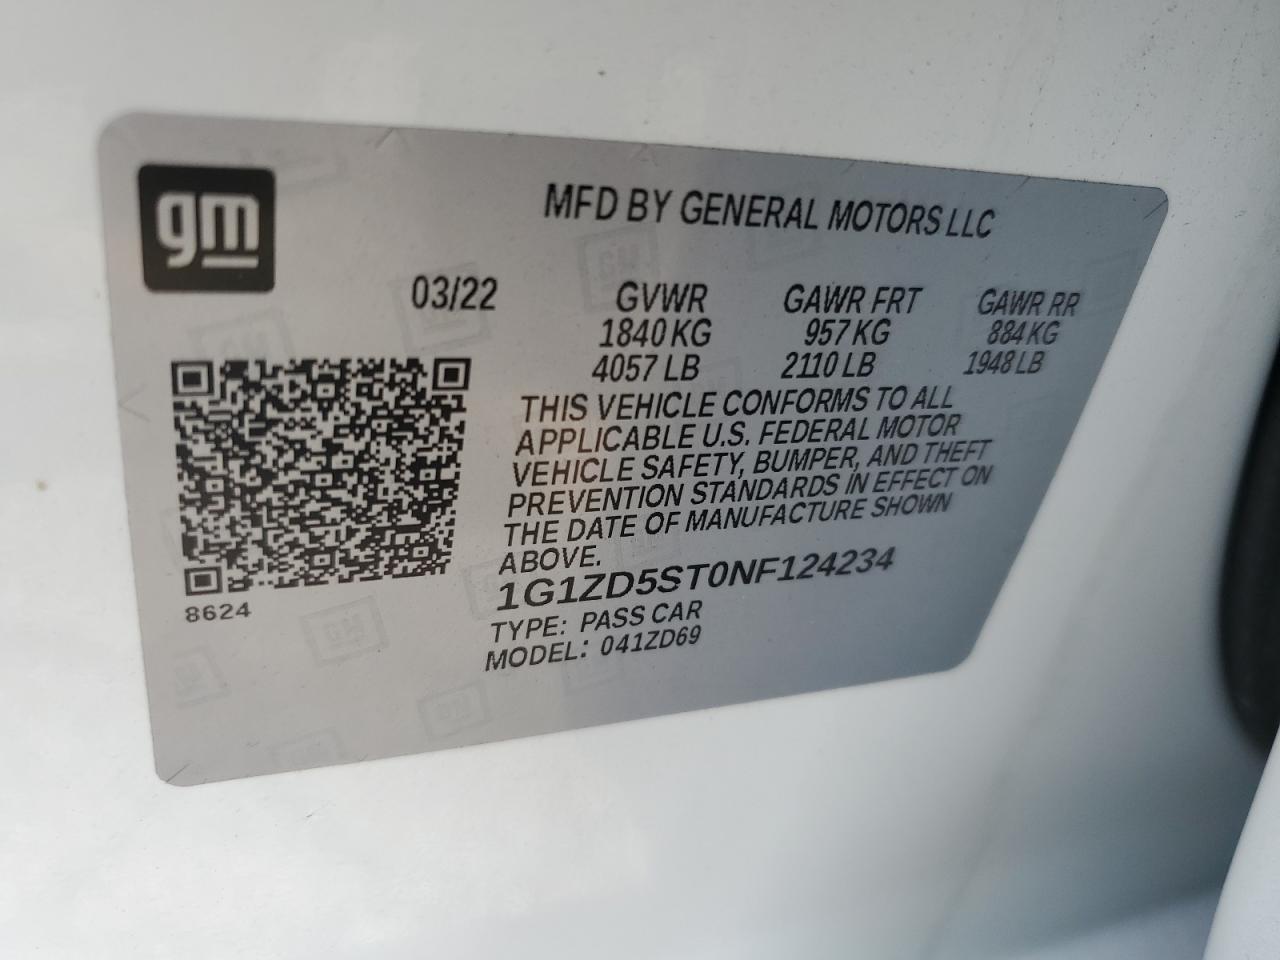 gm
MFD BY GENERAL MOTORS LLC
03/22 GVWR GAWR FRT GAWR RR
1840 KG 957 KG 884 KG
4057 LB 2110 LB 1948 LB
THIS VEHICLE CONFORMS TO ALL
APPLICABLE U.S. FEDERAL MOTOR
VEHICLE SAFETY, BUMPER, AND THEFT
PREVENTION STANDARDS IN EFFECT ON
THE DATE OF MANUFACTURE SHOWN
ABOVE.
1G1ZD5ST0NF124234
TYPE: PASS CAR
MODEL: 041ZD69
8624